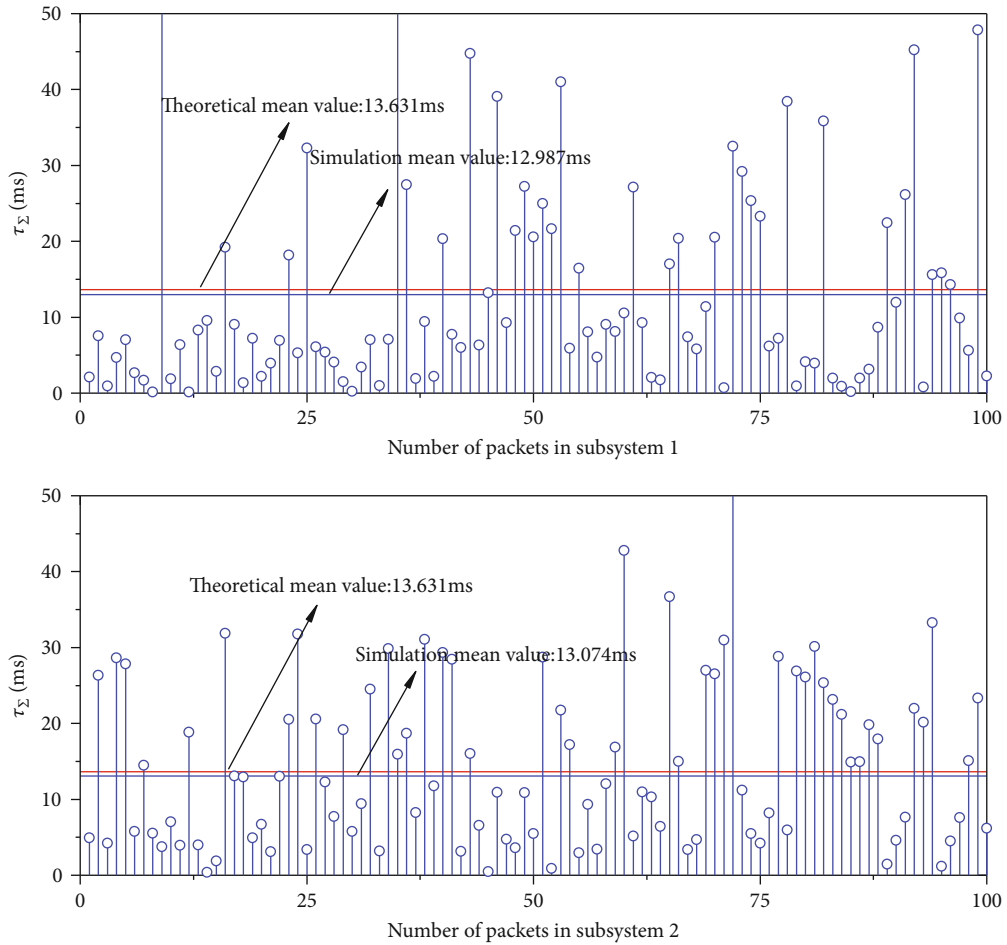 50
40
30
20
10
0
τΣ (ms)
Theoretical mean value:13.631ms
Simulation mean value:12.987ms
0
25
50
75
100
Number of packets in subsystem 1
50
40
30
20
10
0
τΣ (ms)
Theoretical mean value:13.631ms
Simulation mean value:13.074ms
0
25
50
75
100
Number of packets in subsystem 2